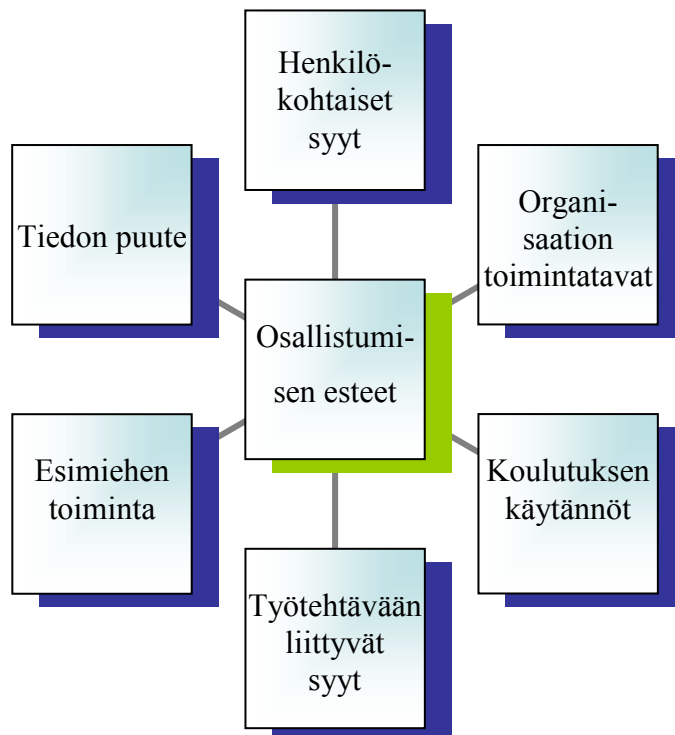 Henkilö-
kohtaiset
syyt
Tiedon puute
Organi-
saation
toimintatavat
Osallistumi-
sen esteet
Esimiehen
toiminta
Koulutuksen
käytännöt
Työtehtävään
liittyvät
syyt